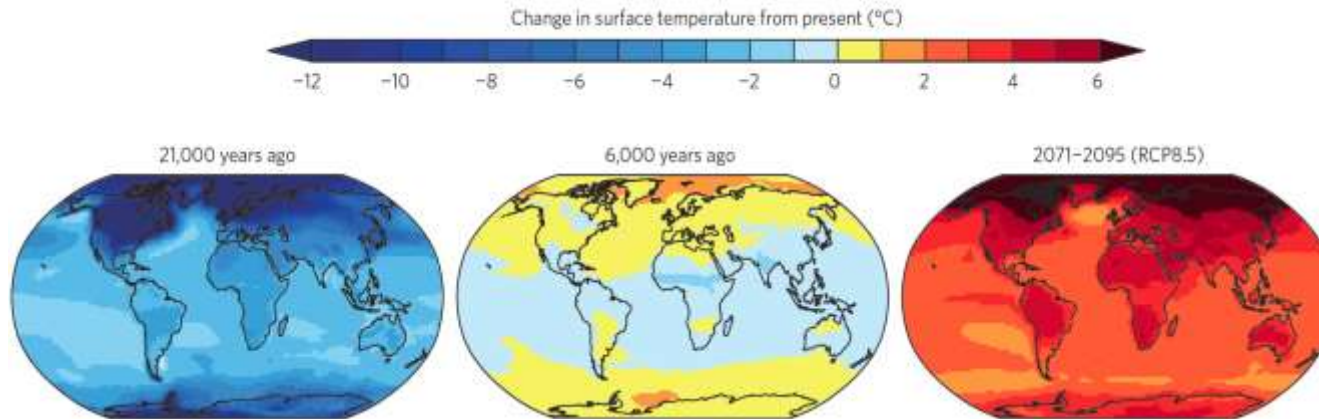 Change in surface temperature from present (°C)
−12 −10 −8 −6 −4 −2 0 2 4 6
21,000 years ago 6,000 years ago 2071–2095 (RCP8.5)